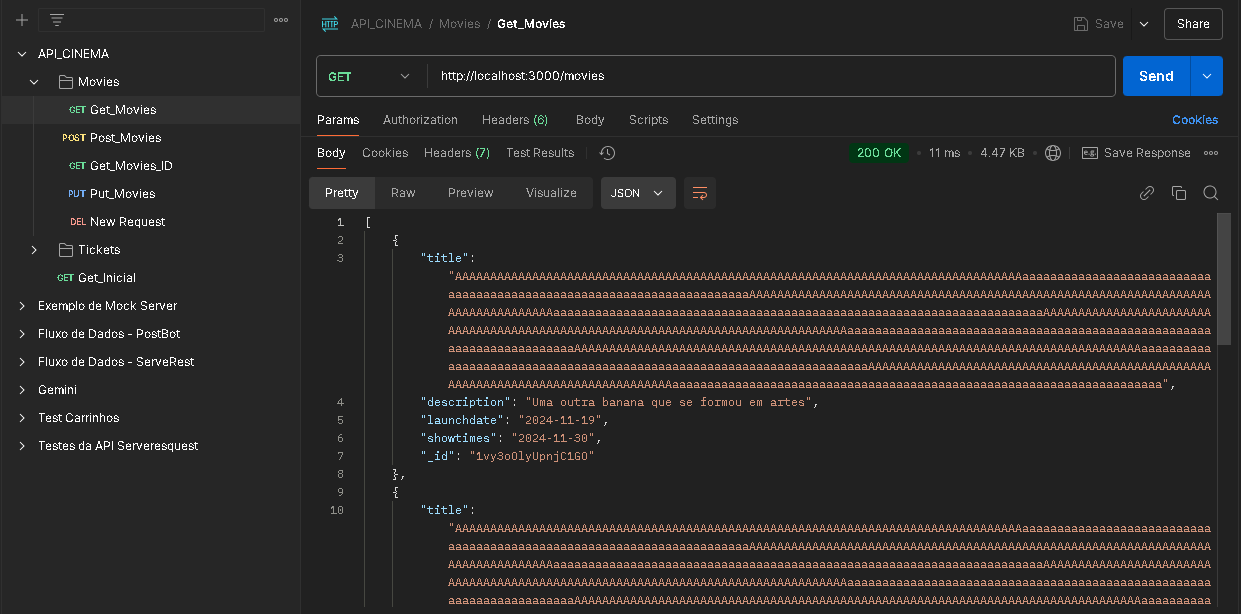 API_CINEMA / Movies / Get_Movies
Save
Share
API_CINEMA
Movies
GET Get_Movies
POST Post_Movies
GET Get_Movies_ID
PUT Put_Movies
DEL New Request
Tickets
GET Get_Inicial
Exemplo de Mock Server
Fluxo de Dados - PostBot
Fluxo de Dados - ServeRest
Gemini
Test Carrinhos
Testes da API Serveresquest
HTTP
GET http://localhost:3000/movies
Send
Params Authorization Headers (6) Body Scripts Settings
Cookies
Body Cookies Headers (7) Test Results
200 OK • 11 ms • 4.47 KB
e.g. Save Response
Pretty Raw Preview Visualize JSON
1 [
2 {
3 "title":
4 "description": "Uma outra banana que se formou em artes",
5 "launchdate": "2024-11-19",
6 "showtimes": "2024-11-30",
7 "_id":
8 },
9 {
10 "title":